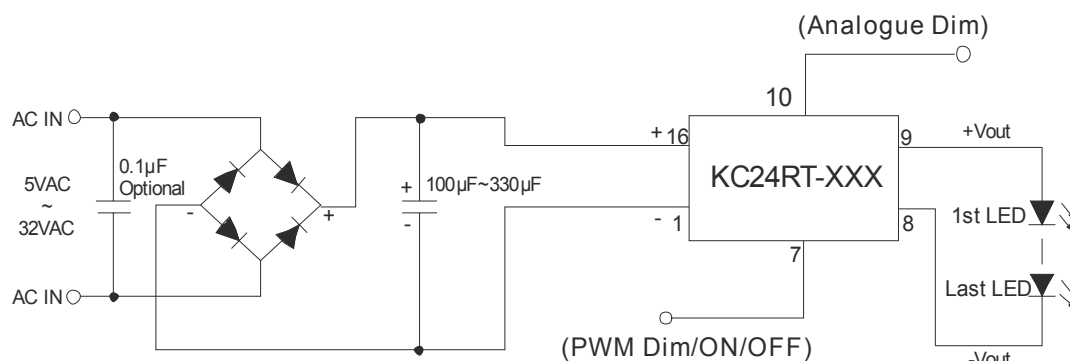 (Analogue Dim)
10
AC IN
0.1µF
Optional
5VAC
~
32VAC
-
+
+
100µF~330µF
-
+ 16
KC24RT-XXX
9
+Vout
- 1
8
1st LED
7
Last LED
AC IN
(PWM Dim/ON/OFF)
-Vout